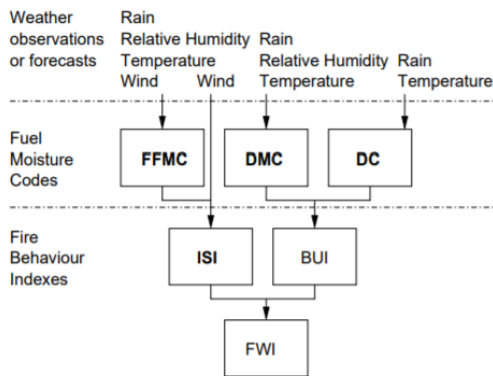 Weather
observations
or forecasts
Rain
Relative Humidity
Temperature
Wind
Wind
Rain
Relative Humidity
Temperature
Rain
Temperature
Fuel
Moisture
Codes
FFMC
DMC
DC
Fire
Behaviour
Indexes
ISI
BUI
FWI